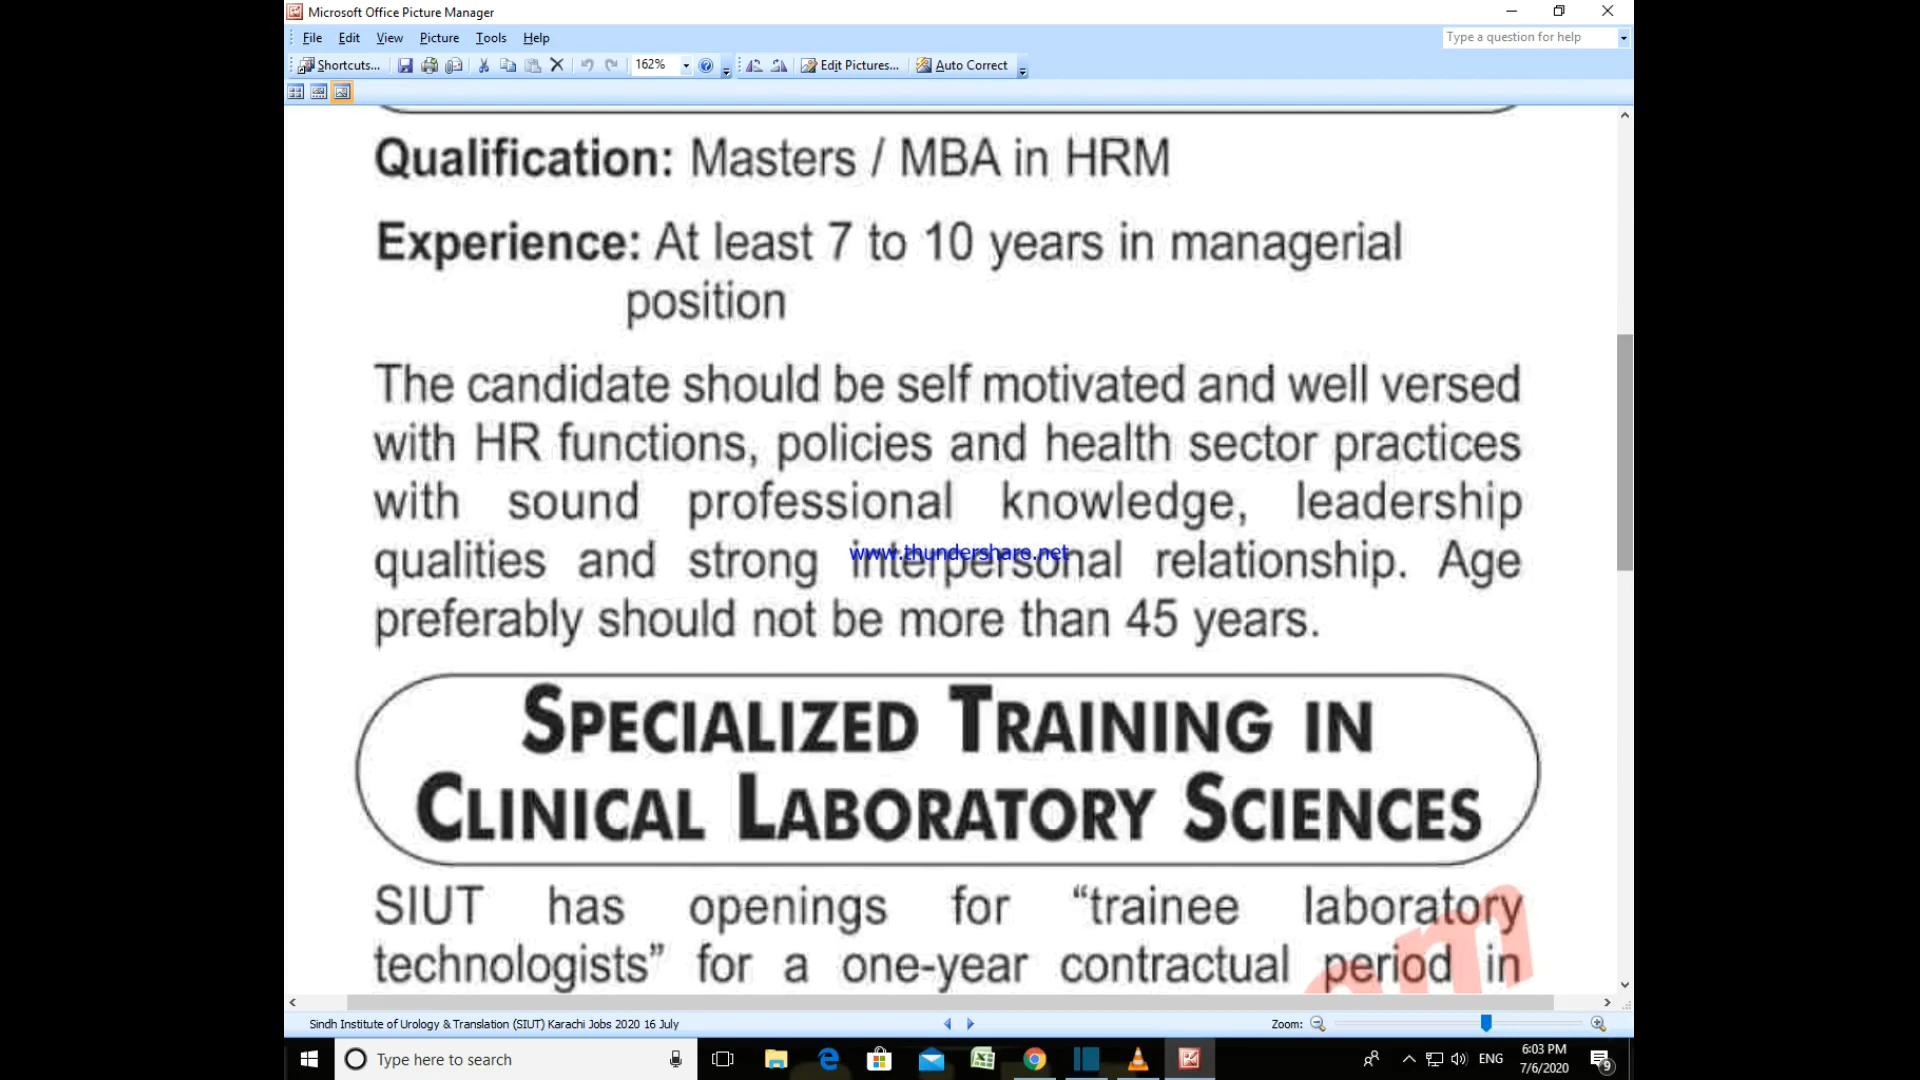 Microsoft Office Picture Manager
File Edit View Picture Tools Help
Type a question for help
Shortcuts... 162% Edit Pictures... Auto Correct
Qualification: Masters / MBA in HRM
Experience: At least 7 to 10 years in managerial
position
The candidate should be self motivated and well versed
with HR functions, policies and health sector practices
with sound professional knowledge, leadership
qualities and strong interpersonal relationship. Age
www.thundershare.net
preferably should not be more than 45 years.
SPECIALIZED TRAINING IN
CLINICAL LABORATORY SCIENCES
SIUT has openings for “trainee laboratory
technologists” for a one-year contractual period in
om
Sindh Institute of Urology & Translation (SIUT) Karachi Jobs 2020 16 July
Zoom:
Type here to search
ENG
6:03 PM
7/6/2020
9